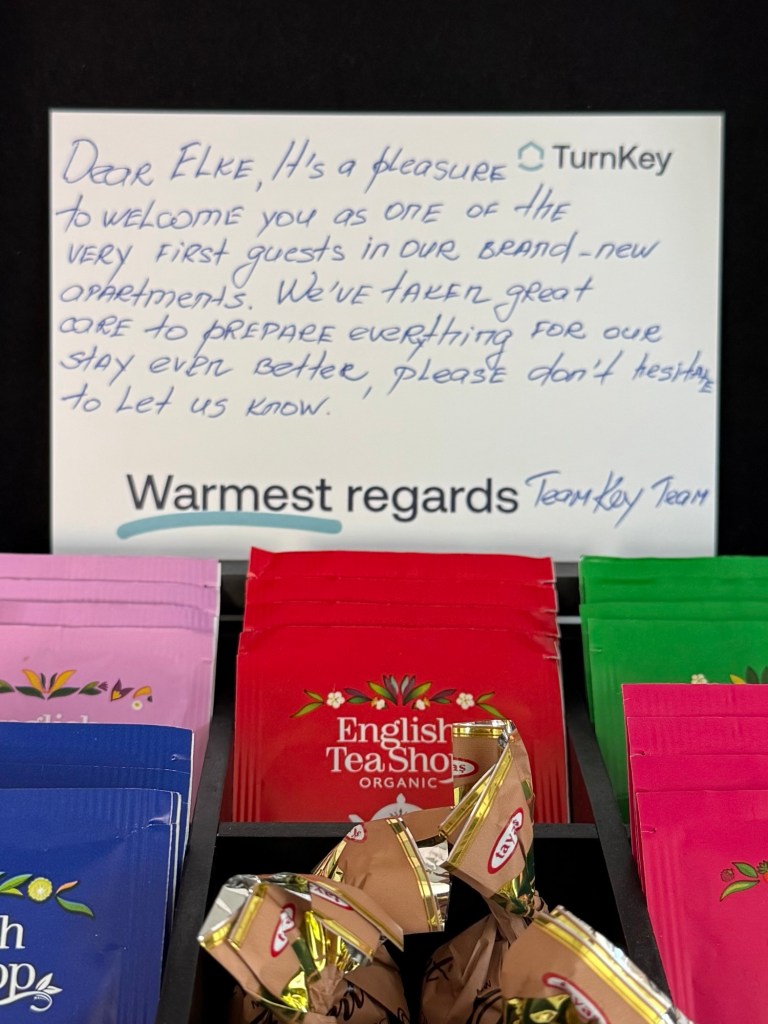 Dear Elke, It's a pleasure
TurnKey
to welcome you as one of the
very first guests in our brand-new
apartments. We've taken great
care to prepare everything for our
stay even better, please don't hesitate
to let us know.
Warmest regards TeamKey Team
English
Tea Shop
ORGANIC
tayaş
tayaş